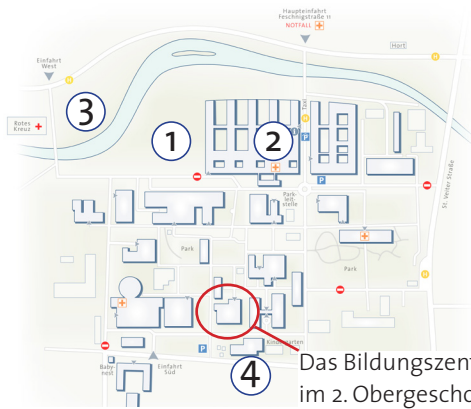 Haupteinfahrt
Feschnigstraße 11
NOTFALL
Hort
H
Einfahrt
West
H
H
Rotes
Kreuz
3
1
2
Taxi
H
i
P
P
St. Veiter Straße
Park-
leit-
stelle
Park
Park
H
Kindergarten
P
Baby-
nest
Einfahrt
Süd
4
Das Bildungszent
im 2. Obergescho